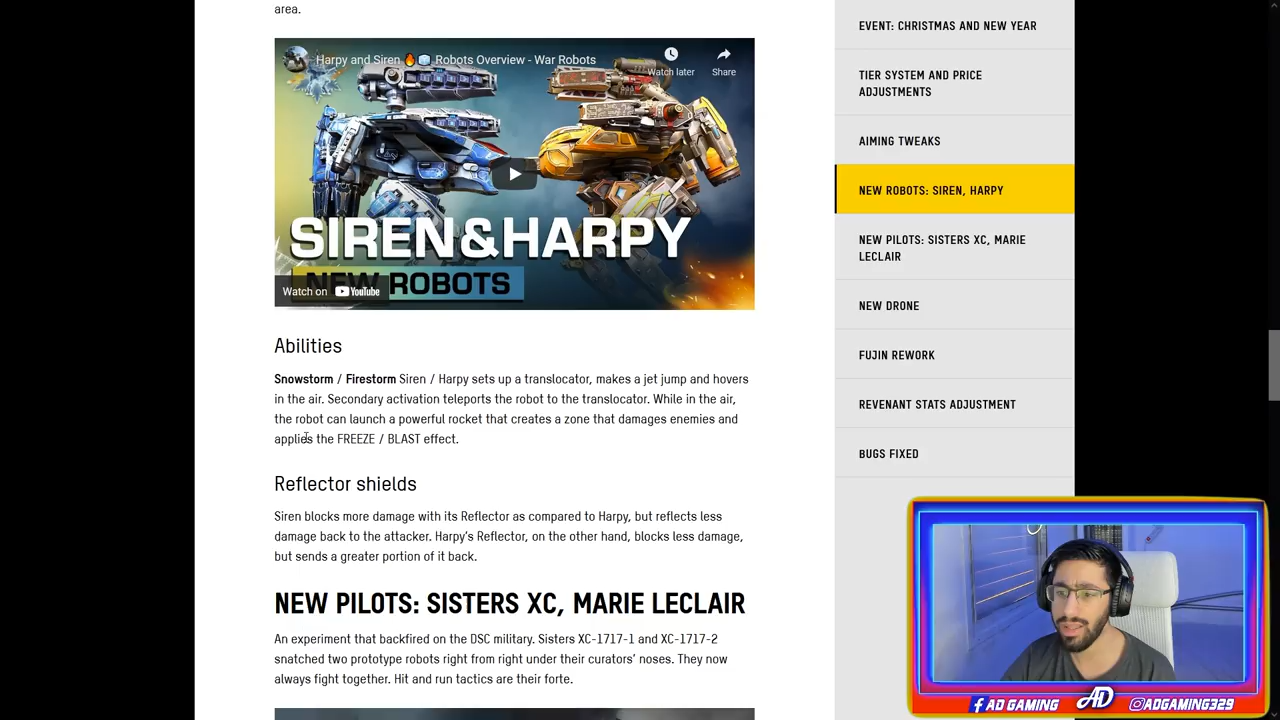 area.
Harpy and Siren 🔥🧊 Robots Overview - War Robots
Watch later
Share
SIREN&HARPY
NEW ROBOTS
Watch on YouTube
Abilities
Snowstorm / Firestorm Siren / Harpy sets up a translocator, makes a jet jump and hovers
in the air. Secondary activation teleports the robot to the translocator. While in the air,
the robot can launch a powerful rocket that creates a zone that damages enemies and
applies the FREEZE / BLAST effect.
Reflector shields
Siren blocks more damage with its Reflector as compared to Harpy, but reflects less
damage back to the attacker. Harpy's Reflector, on the other hand, blocks less damage,
but sends a greater portion of it back.
NEW PILOTS: SISTERS XC, MARIE LECLAIR
An experiment that backfired on the DSC military. Sisters XC-1717-1 and XC-1717-2
snatched two prototype robots right from right under their curators' noses. They now
always fight together. Hit and run tactics are their forte.
EVENT: CHRISTMAS AND NEW YEAR
TIER SYSTEM AND PRICE
ADJUSTMENTS
AIMING TWEAKS
NEW ROBOTS: SIREN, HARPY
NEW PILOTS: SISTERS XC, MARIE
LECLAIR
NEW DRONE
FUJIN REWORK
REVENANT STATS ADJUSTMENT
BUGS FIXED
f AD GAMING
AD
@ADGAMING329